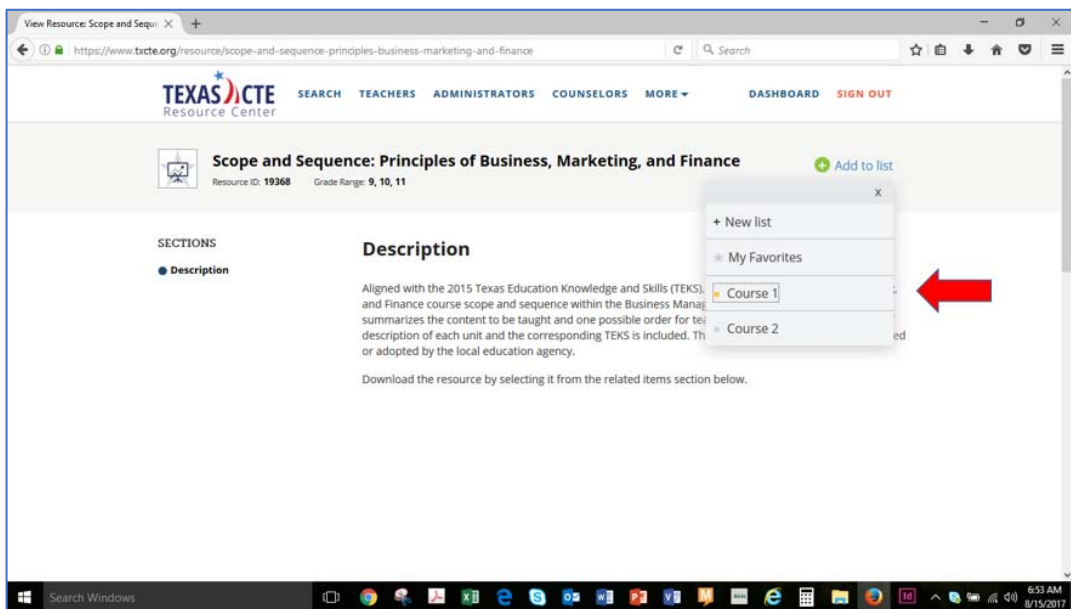 View Resource: Scope and Sequ
https://www.txcte.org/resource/scope-and-sequence-principles-business-marketing-and-finance
Search
TEXAS CTE
Resource Center
SEARCH TEACHERS ADMINISTRATORS COUNSELORS MORE DASHBOARD SIGN OUT
Scope and Sequence: Principles of Business, Marketing, and Finance
Add to list
Resource ID: 19368 Grade Range: 9, 10, 11
x
+ New list
My Favorites
Course 1
Course 2
SECTIONS
Description
Description
Aligned with the 2015 Texas Education Knowledge and Skills (TEKS),
and Finance course scope and sequence within the Business Manag
summarizes the content to be taught and one possible order for tea
description of each unit and the corresponding TEKS is included. Th ed
or adopted by the local education agency.
Download the resource by selecting it from the related items section below.
Search Windows
6:53 AM
8/15/2017